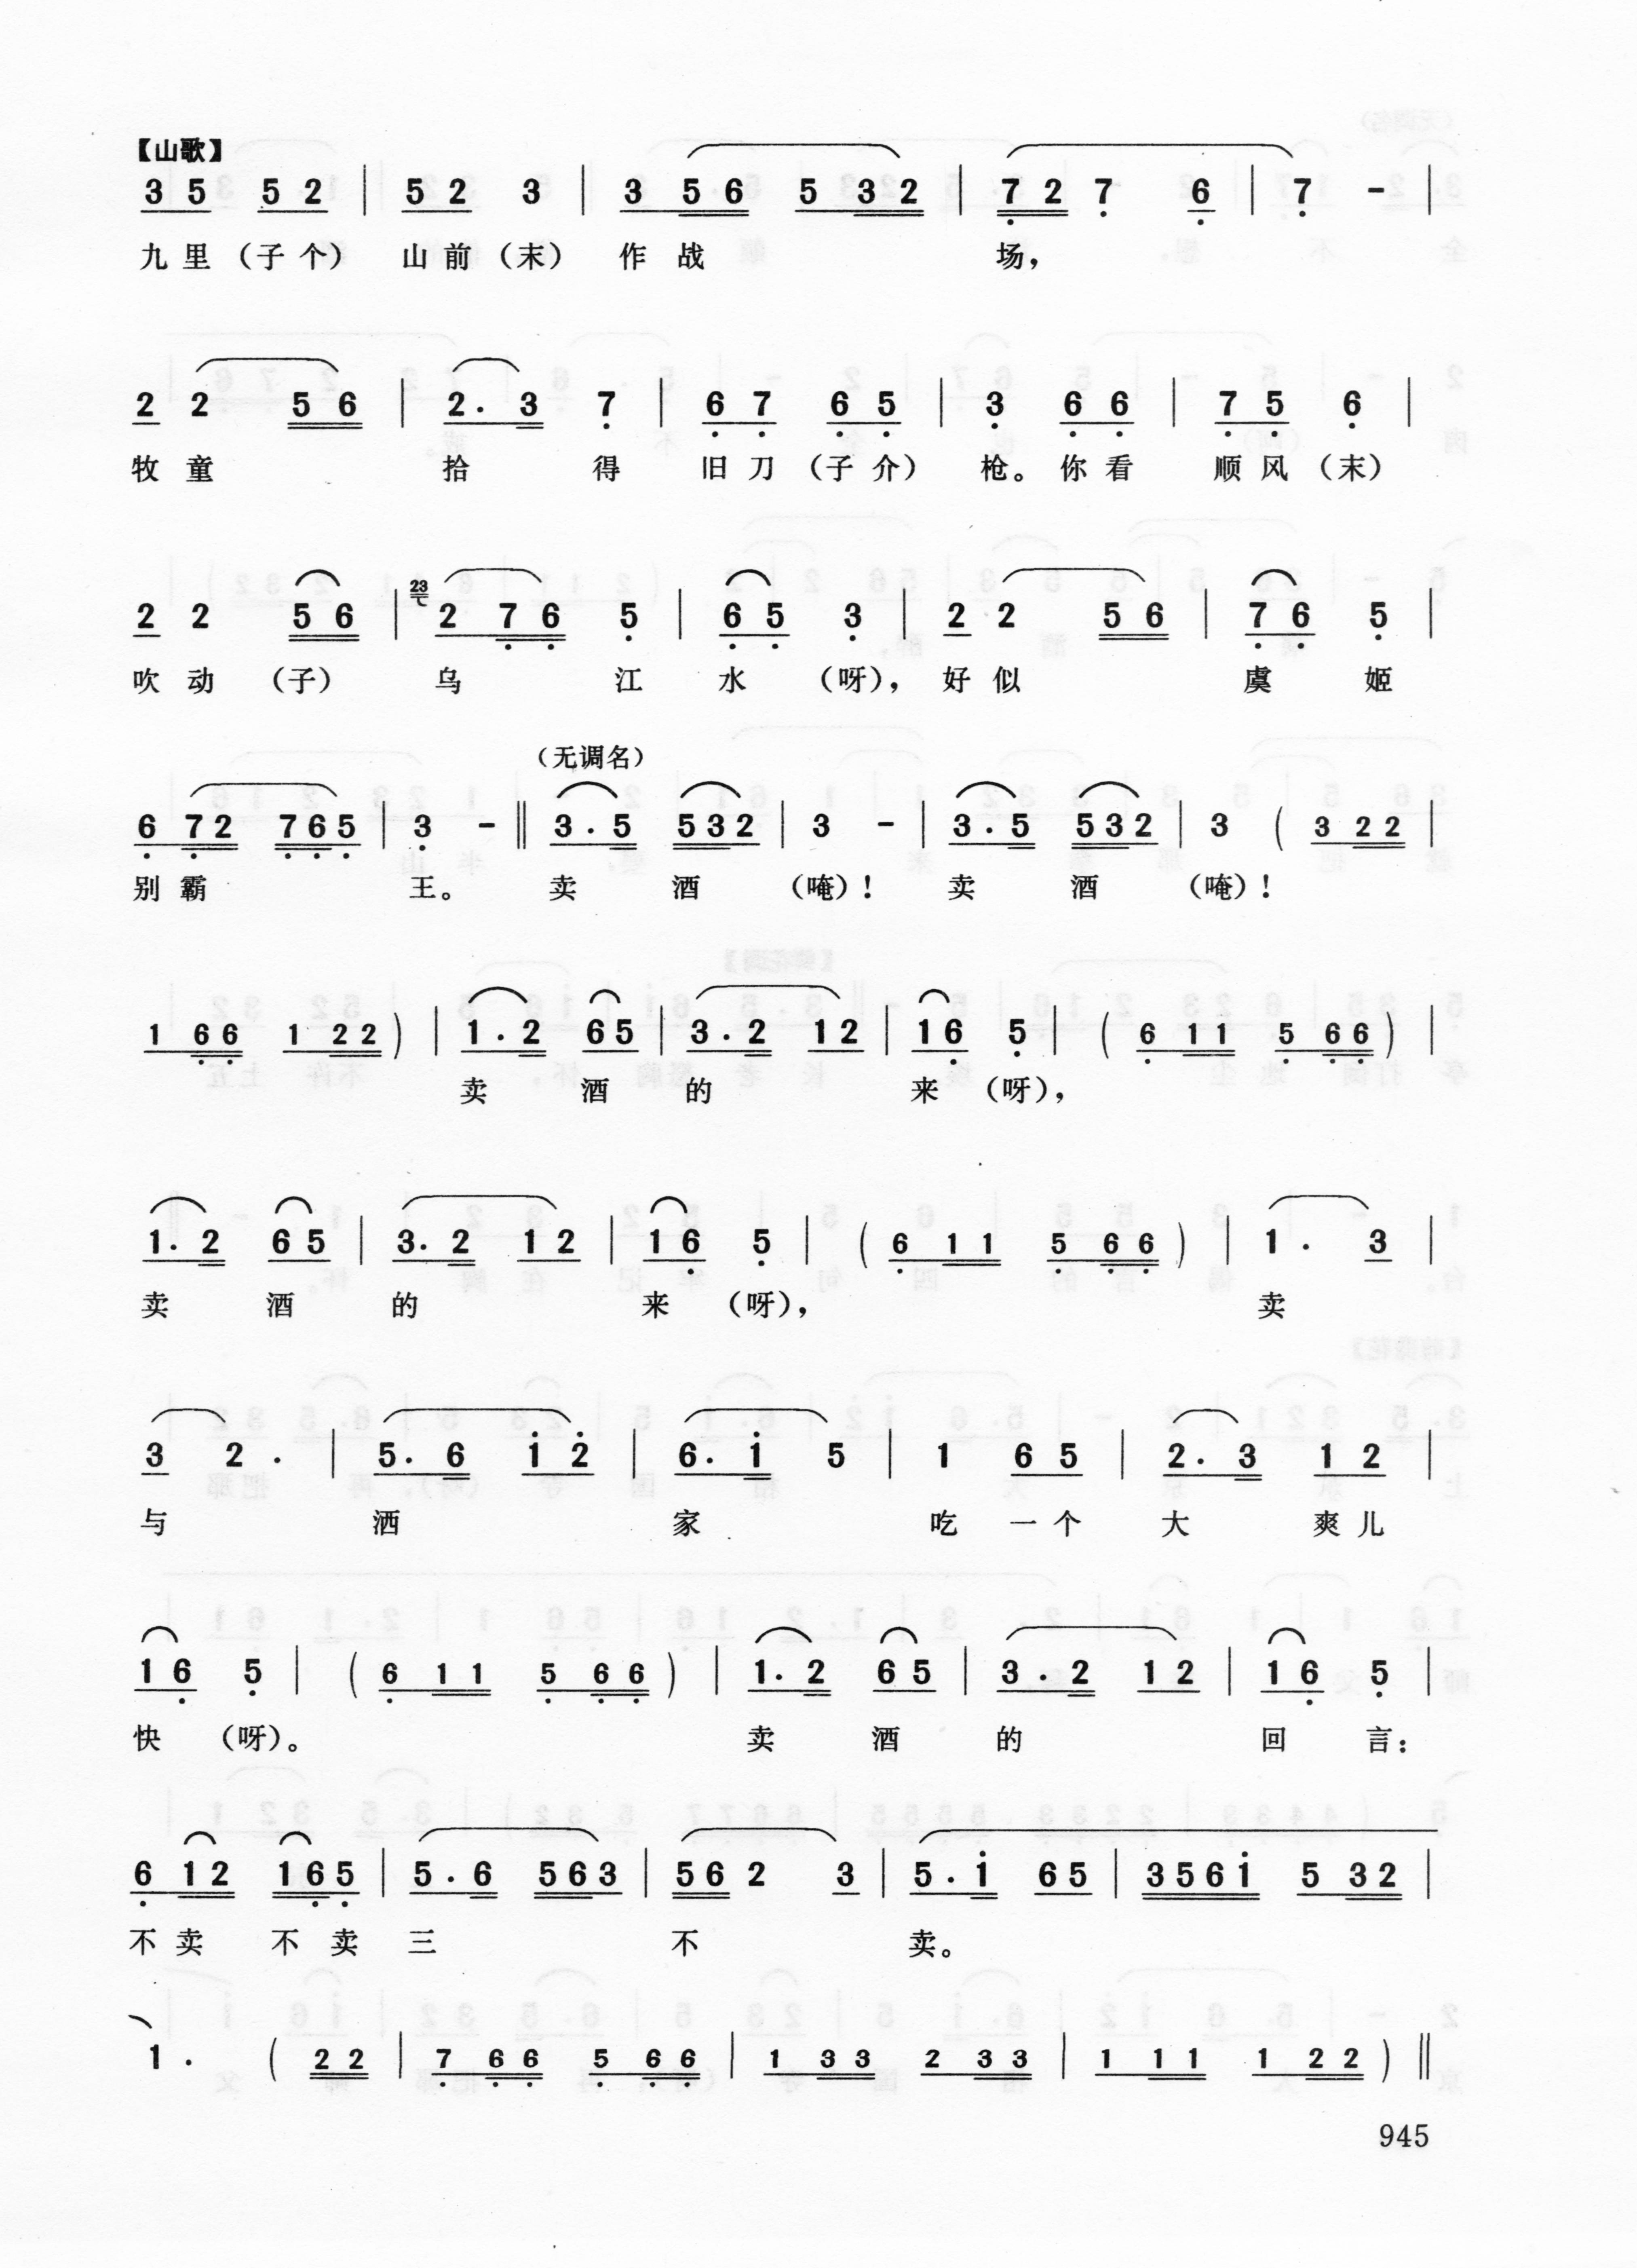 【山歌】
3 5 5 2 | 5 2 3 | 3 5 6 5 3 2 | 7 2 7 6 | 7 - |
九 里 （子 个） 山 前 （末） 作 战 场，
2 2 5 6 | 2. 3 7 | 6 7 6 5 | 3 6 6 | 7 5 6 |
牧 童 拾 得 旧 刀 （子 介） 枪。 你 看 顺 风 （末）
2 2 5 6 | 23 2 7 6 5 | 6 5 3 | 2 2 5 6 | 7 6 5 |
吹 动 （子） 乌 江 水 （呀）， 好 似 虞 姬
（无调名）
6 7 2 7 6 5 | 3 - || 3 . 5 5 3 2 | 3 - | 3 . 5 5 3 2 | 3 ( 3 2 2 |
别 霸 王。 卖 酒 （唵）！ 卖 酒 （唵）！
1 6 6 1 2 2 ) | 1 . 2 6 5 | 3 . 2 1 2 | 1 6 5 | ( 6 1 1 5 6 6 ) |
卖 酒 的 来 （呀），
1. 2 6 5 | 3. 2 1 2 | 1 6 5 | ( 6 1 1 5 6 6 ) | 1 . 3 |
卖 酒 的 来 （呀）， 卖
3 2 . | 5. 6 i̇ 2̇ | 6. i̇ 5 | 1 6 5 | 2. 3 1 2 |
与 洒 家 吃 一 个 大 爽 儿
1 6 5 | ( 6 1 1 5 6 6 ) | 1. 2 6 5 | 3 . 2 1 2 | 1 6 5 |
快 （呀）。 卖 酒 的 回 言：
6 1 2 1 6 5 | 5 . 6 5 6 3 | 5 6 2 3 | 5 . i̇ 6 5 | 3 5 6 i̇ 5 3 2 |
不 卖 不 卖 三 不 卖。
1 . ( 2 2 | 7 6 6 5 6 6 | 1 3 3 2 3 3 | 1 1 1 1 2 2 ) ||
945